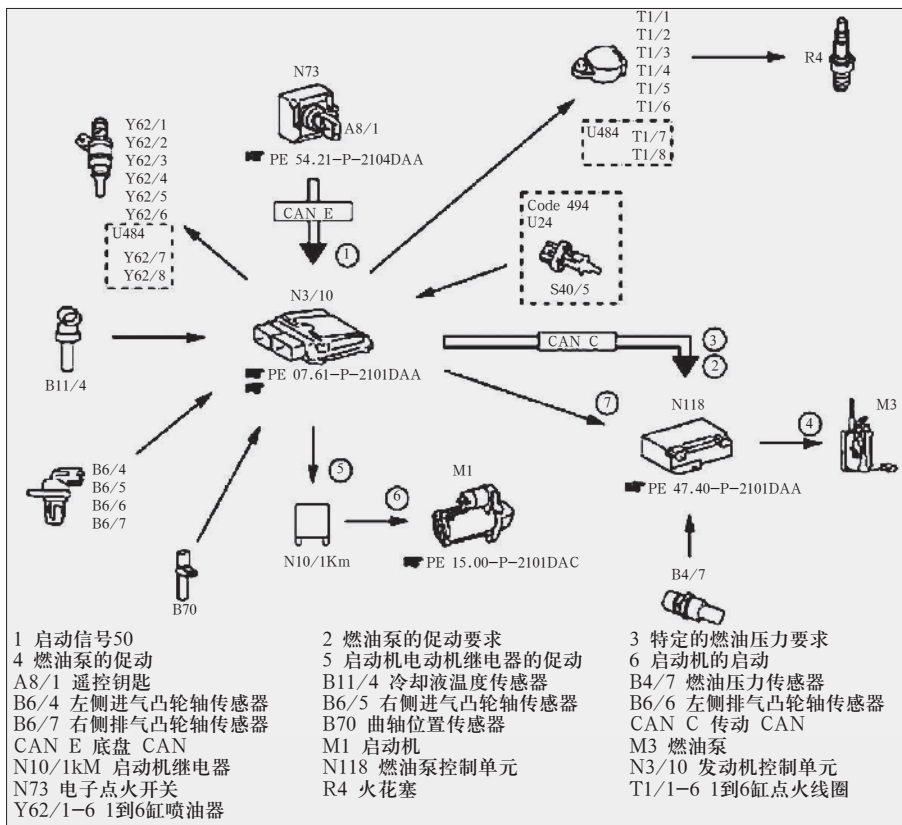 T1/1
T1/2
T1/3
T1/4
T1/5
T1/6
U484
T1/7
T1/8
R4
N73
A8/1
PE 54.21-P-2104DAA
CAN E
1
Y62/1
Y62/2
Y62/3
Y62/4
Y62/5
Y62/6
U484
Y62/7
Y62/8
Code 494
U24
S40/5
B11/4
N3/10
PE 07.61-P-2101DAA
CAN C
3
2
7
N118
4
M3
PE 47.40-P-2101DAA
B6/4
B6/5
B6/6
B6/7
5
6
M1
N10/1Km
PE 15.00-P-2101DAC
B70
B4/7
1 启动信号50 2 燃油泵的促动要求 3 特定的燃油压力要求
4 燃油泵的促动 5 启动机电动机继电器的促动 6 启动机的启动
A8/1 遥控钥匙 B11/4 冷却液温度传感器 B4/7 燃油压力传感器
B6/4 左侧进气凸轮轴传感器 B6/5 右侧进气凸轮轴传感器 B6/6 左侧排气凸轮轴传感器
B6/7 右侧排气凸轮轴传感器 B70 曲轴位置传感器 CAN C 传动 CAN
CAN E 底盘 CAN M1 启动机 M3 燃油泵
N10/1kM 启动机继电器 N118 燃油泵控制单元 N3/10 发动机控制单元
N73 电子点火开关 R4 火花塞 T1/1-6 1到6缸点火线圈
Y62/1-6 1到6缸喷油器